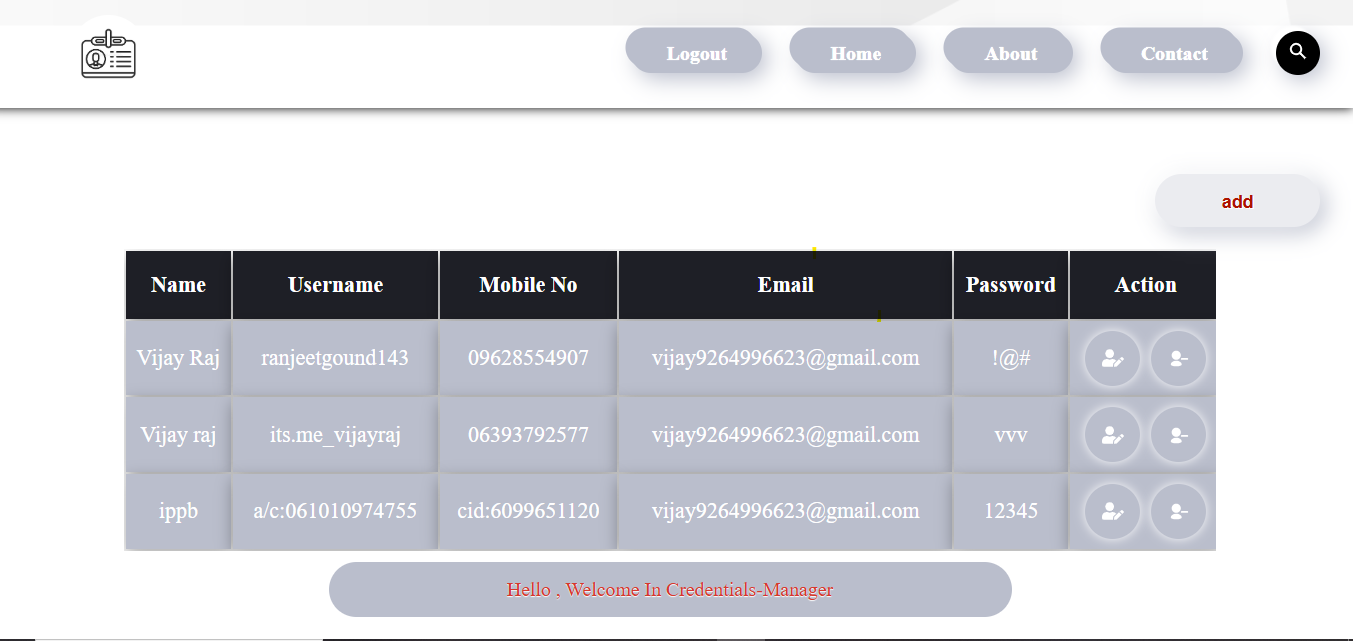 Logout Home About Contact
add
Name Username Mobile No Email Password Action
Vijay Raj ranjeetgound143 09628554907 vijay9264996623@gmail.com !@#
Vijay raj its.me_vijayraj 06393792577 vijay9264996623@gmail.com vvv
ippb a/c:061010974755 cid:6099651120 vijay9264996623@gmail.com 12345
Hello , Welcome In Credentials-Manager